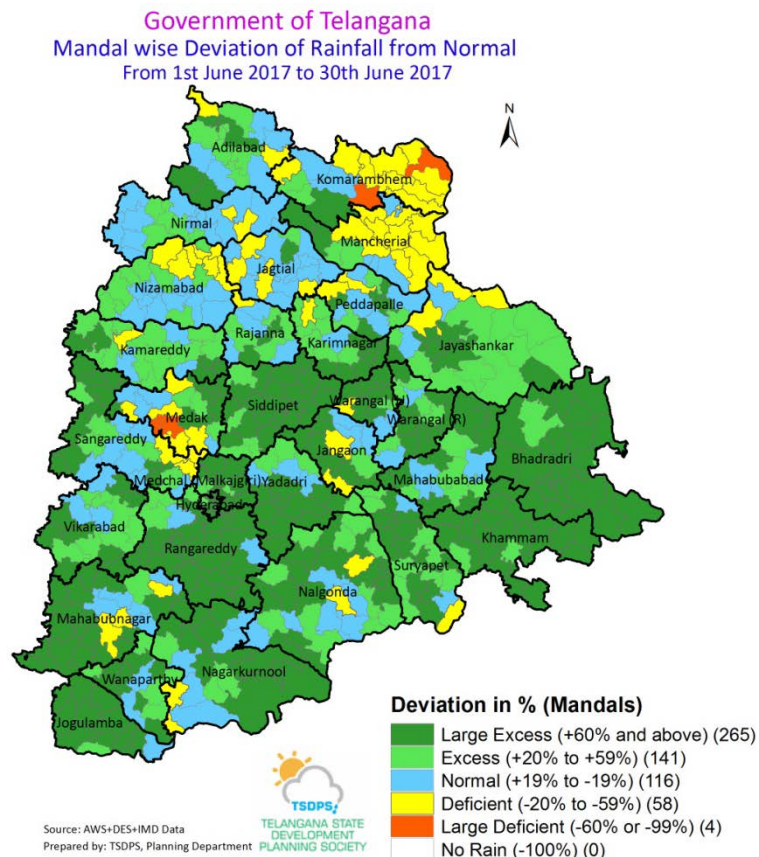 Government of Telangana
Mandal wise Deviation of Rainfall from Normal
From 1st June 2017 to 30th June 2017
N
Adilabad
Komarambhem
Nirmal
Mancherial
Jagtial
Nizamabad
Peddapalle
Rajanna
Kamareddy
Karimnagar
Jayashankar
Siddipet
Warangal (U)
Medak
Warangal (R)
Sangareddy
Jangaon
Bhadradri
Medchal (Malkajgiri)
Yadadri
Mahabubabad
Hyderabad
Vikarabad
Khammam
Rangareddy
Suryapet
Nalgonda
Mahabubnagar
Nagarkurnool
Wanaparthy
Jogulamba
Deviation in % (Mandals)
Large Excess (+60% and above) (265)
Excess (+20% to +59%) (141)
Normal (+19% to -19%) (116)
Deficient (-20% to -59%) (58)
Large Deficient (-60% or -99%) (4)
No Rain (-100%) (0)
TSDPS
TELANGANA STATE
DEVELOPMENT
PLANNING SOCIETY
Source: AWS+DES+IMD Data
Prepared by: TSDPS, Planning Department